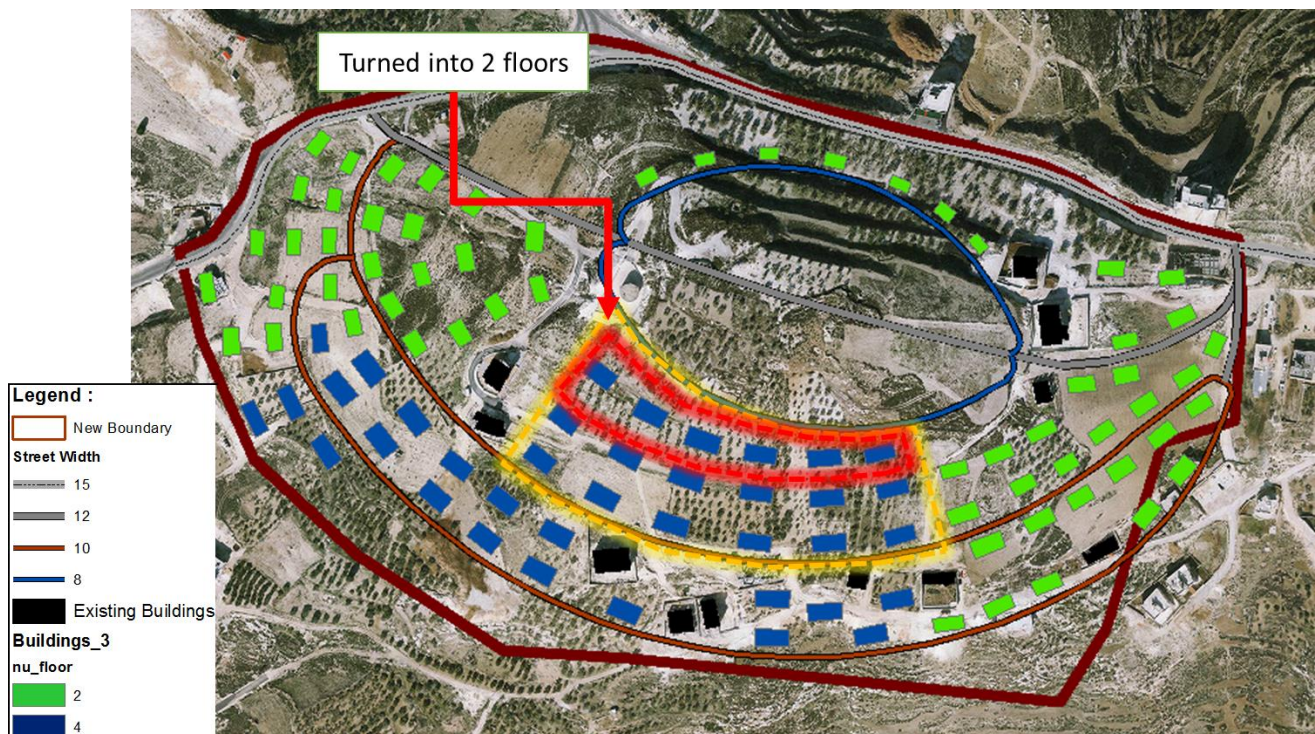 Turned into 2 floors
Legend :
New Boundary
Street Width
15
12
10
8
Existing Buildings
Buildings_3
nu_floor
2
4